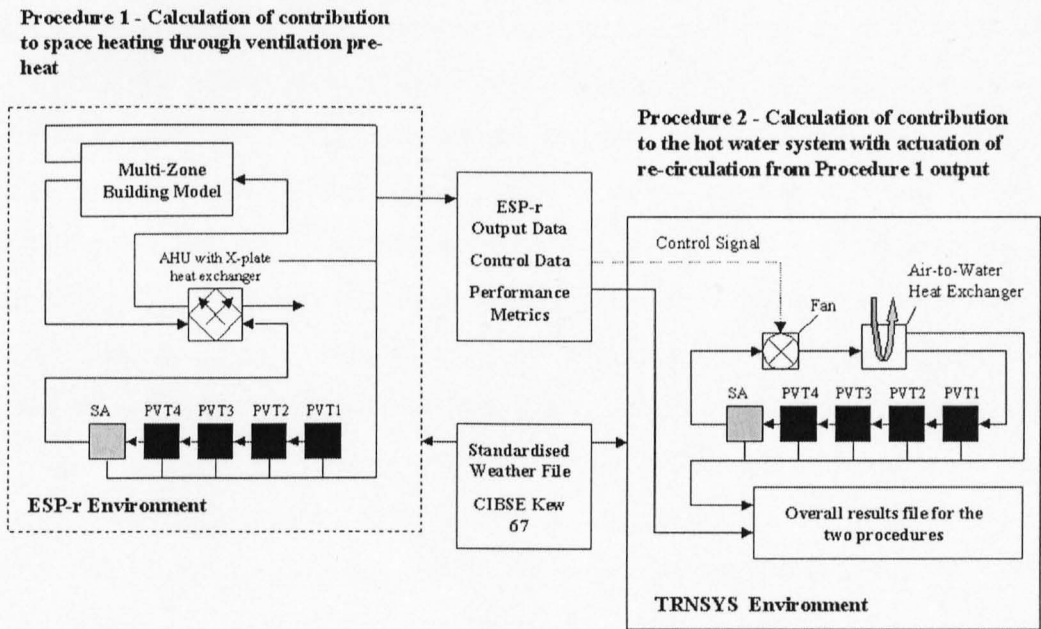 Procedure 1 - Calculation of contribution
to space heating through ventilation pre-
heat
Multi-Zone
Building Model
AHU with X-plate
heat exchanger
SA
PVT4
PVT3
PVT2
PVT1
ESP-r Environment
ESP-r
Output Data
Control Data
Performance
Metrics
Standardised
Weather File
CIBSE Kew
67
Procedure 2 - Calculation of contribution
to the hot water system with actuation of
re-circulation from Procedure 1 output
Control Signal
Fan
Air-to-Water
Heat Exchanger
SA
PVT4
PVT3
PVT2
PVT1
Overall results file for the
two procedures
TRNSYS Environment